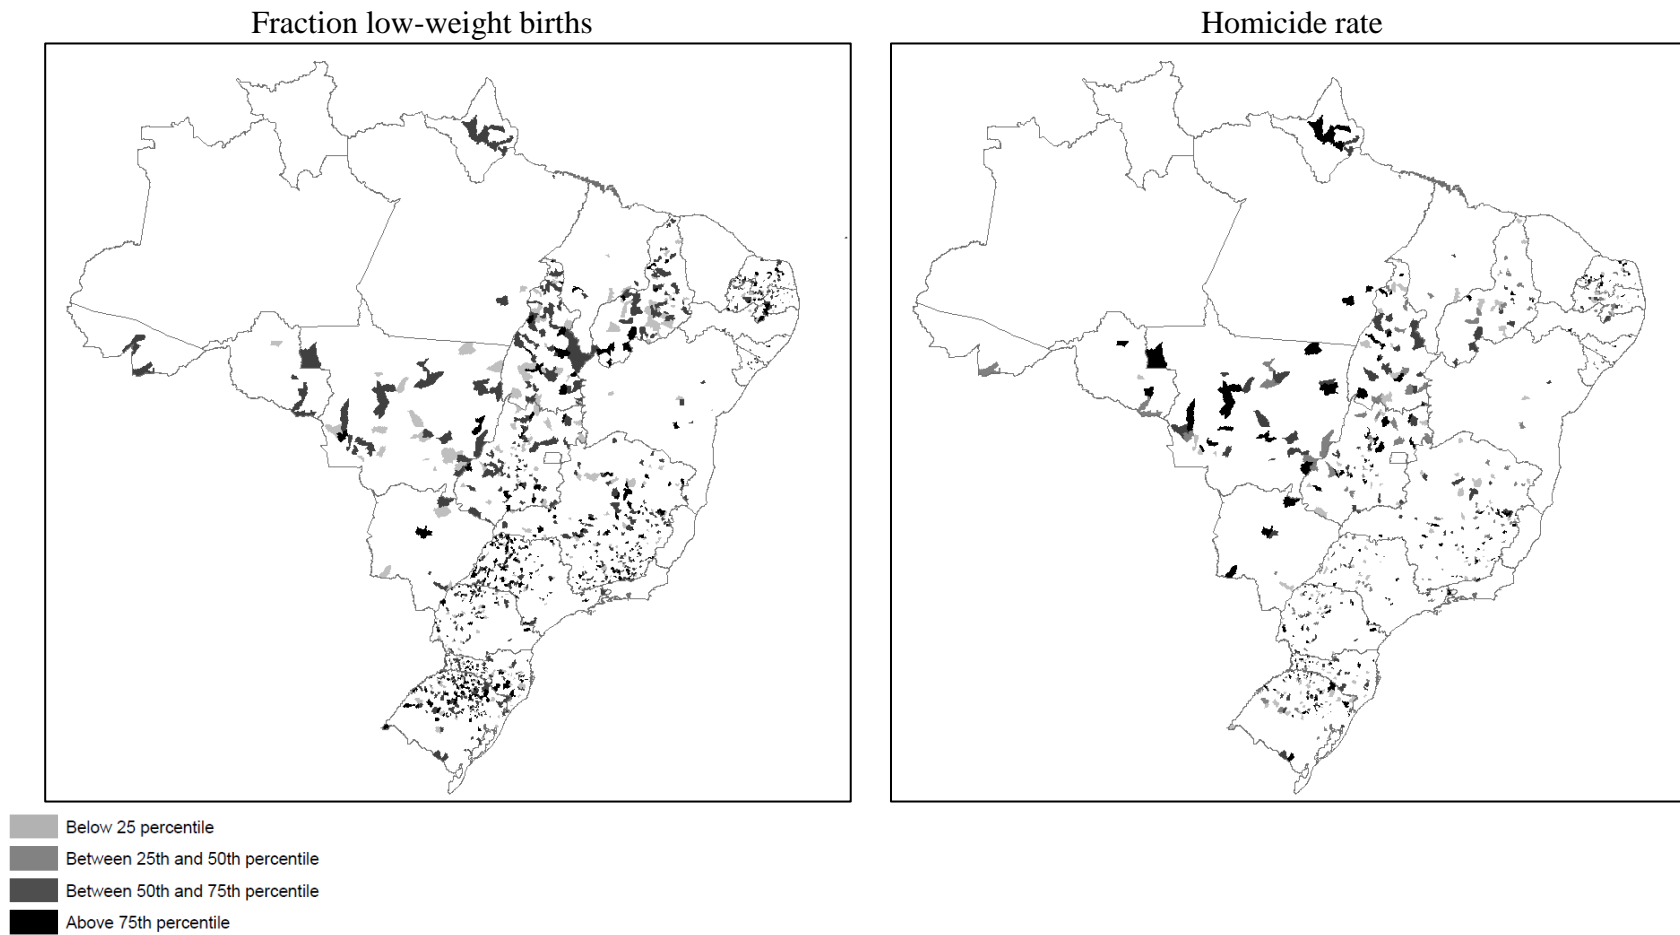 Fraction low-weight births
Homicide rate
Below 25 percentile
Between 25th and 50th percentile
Between 50th and 75th percentile
Above 75th percentile